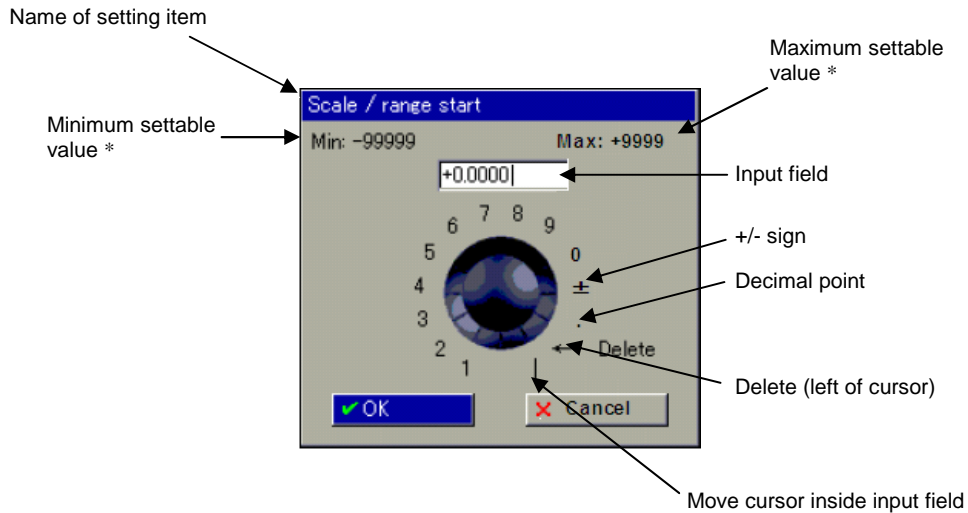 Name of setting item
Maximum settable
value *
Scale / range start
Minimum settable
value *
Min: -99999
Max: +9999
+0.0000
Input field
7
8
6
9
5
0
+/- sign
4
±
Decimal point
3
.
2
← Delete
1
Delete (left of cursor)
OK
Cancel
Move cursor inside input field